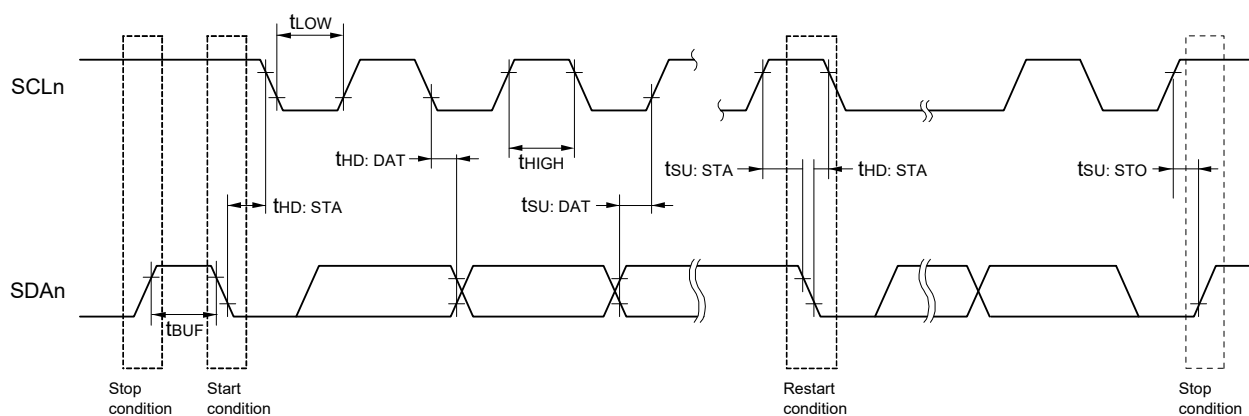 tLOW
SCLn
tHD: DAT
tHIGH
tSU: STA
tHD: STA
tSU: STO
tHD: STA
tSU: DAT
SDAn
tBUF
Stop
condition
Start
condition
Restart
condition
Stop
condition